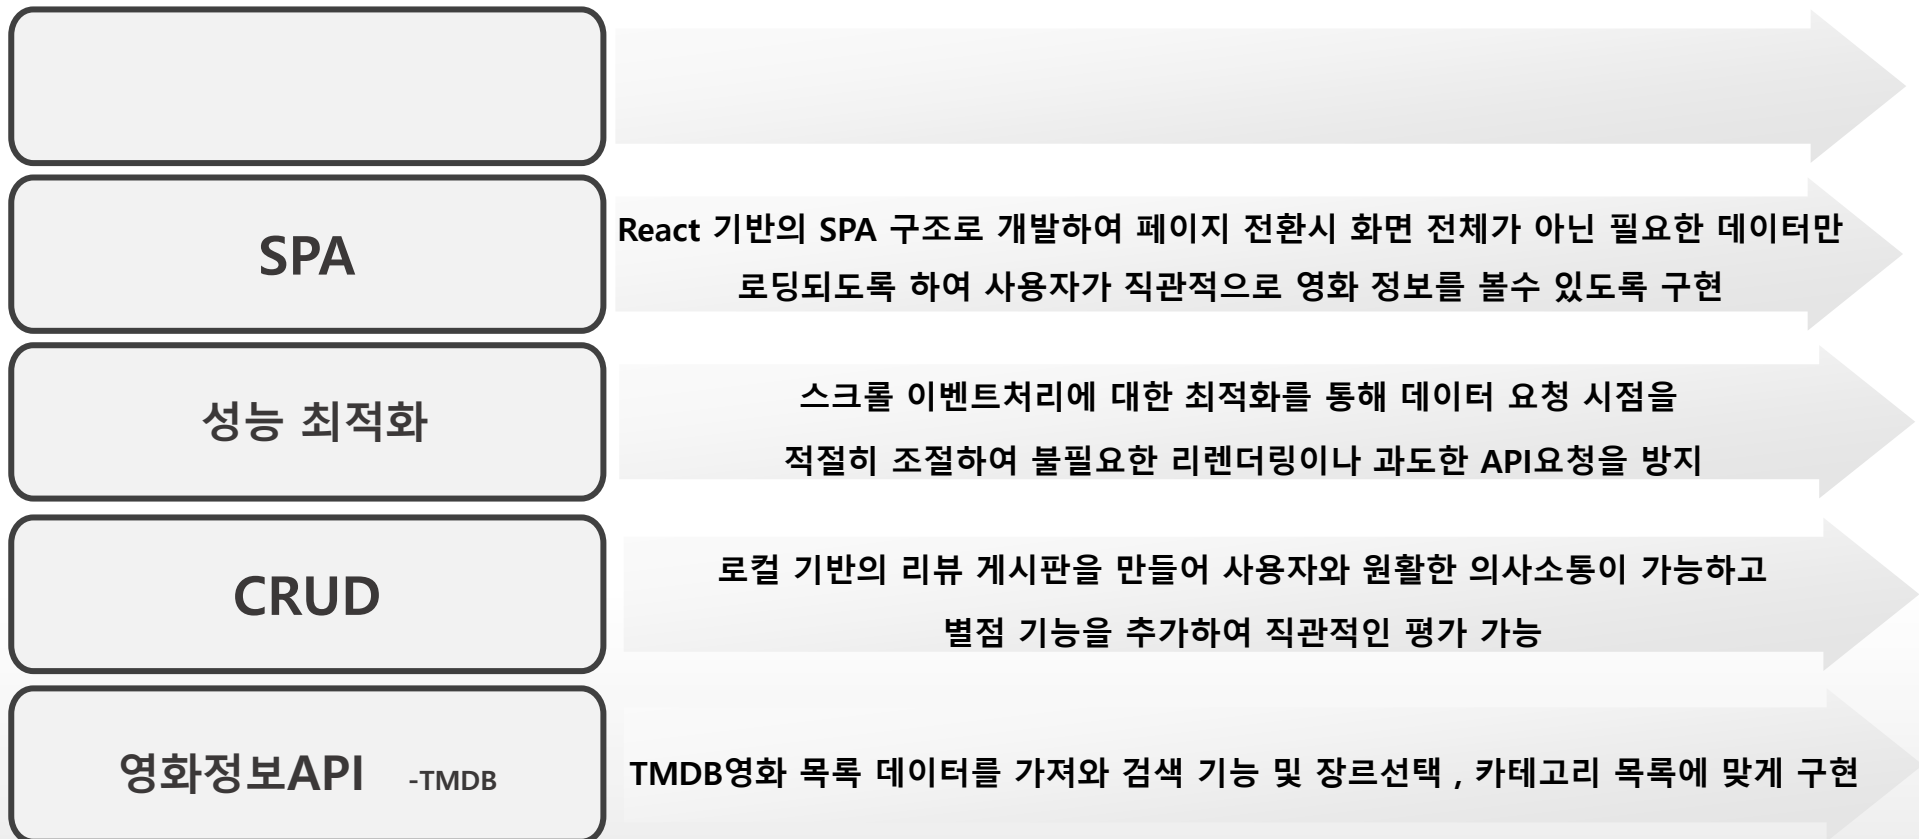 SPA
React 기반의 SPA 구조로 개발하여 페이지 전환시 화면 전체가 아닌 필요한 데이터만
로딩되도록 하여 사용자가 직관적으로 영화 정보를 볼수 있도록 구현
성능 최적화
스크롤 이벤트처리에 대한 최적화를 통해 데이터 요청 시점을
적절히 조절하여 불필요한 리렌더링이나 과도한 API요청을 방지
CRUD
로컬 기반의 리뷰 게시판을 만들어 사용자와 원활한 의사소통이 가능하고
별점 기능을 추가하여 직관적인 평가 가능
영화정보API -TMDB
TMDB영화 목록 데이터를 가져와 검색 기능 및 장르선택 , 카테고리 목록에 맞게 구현